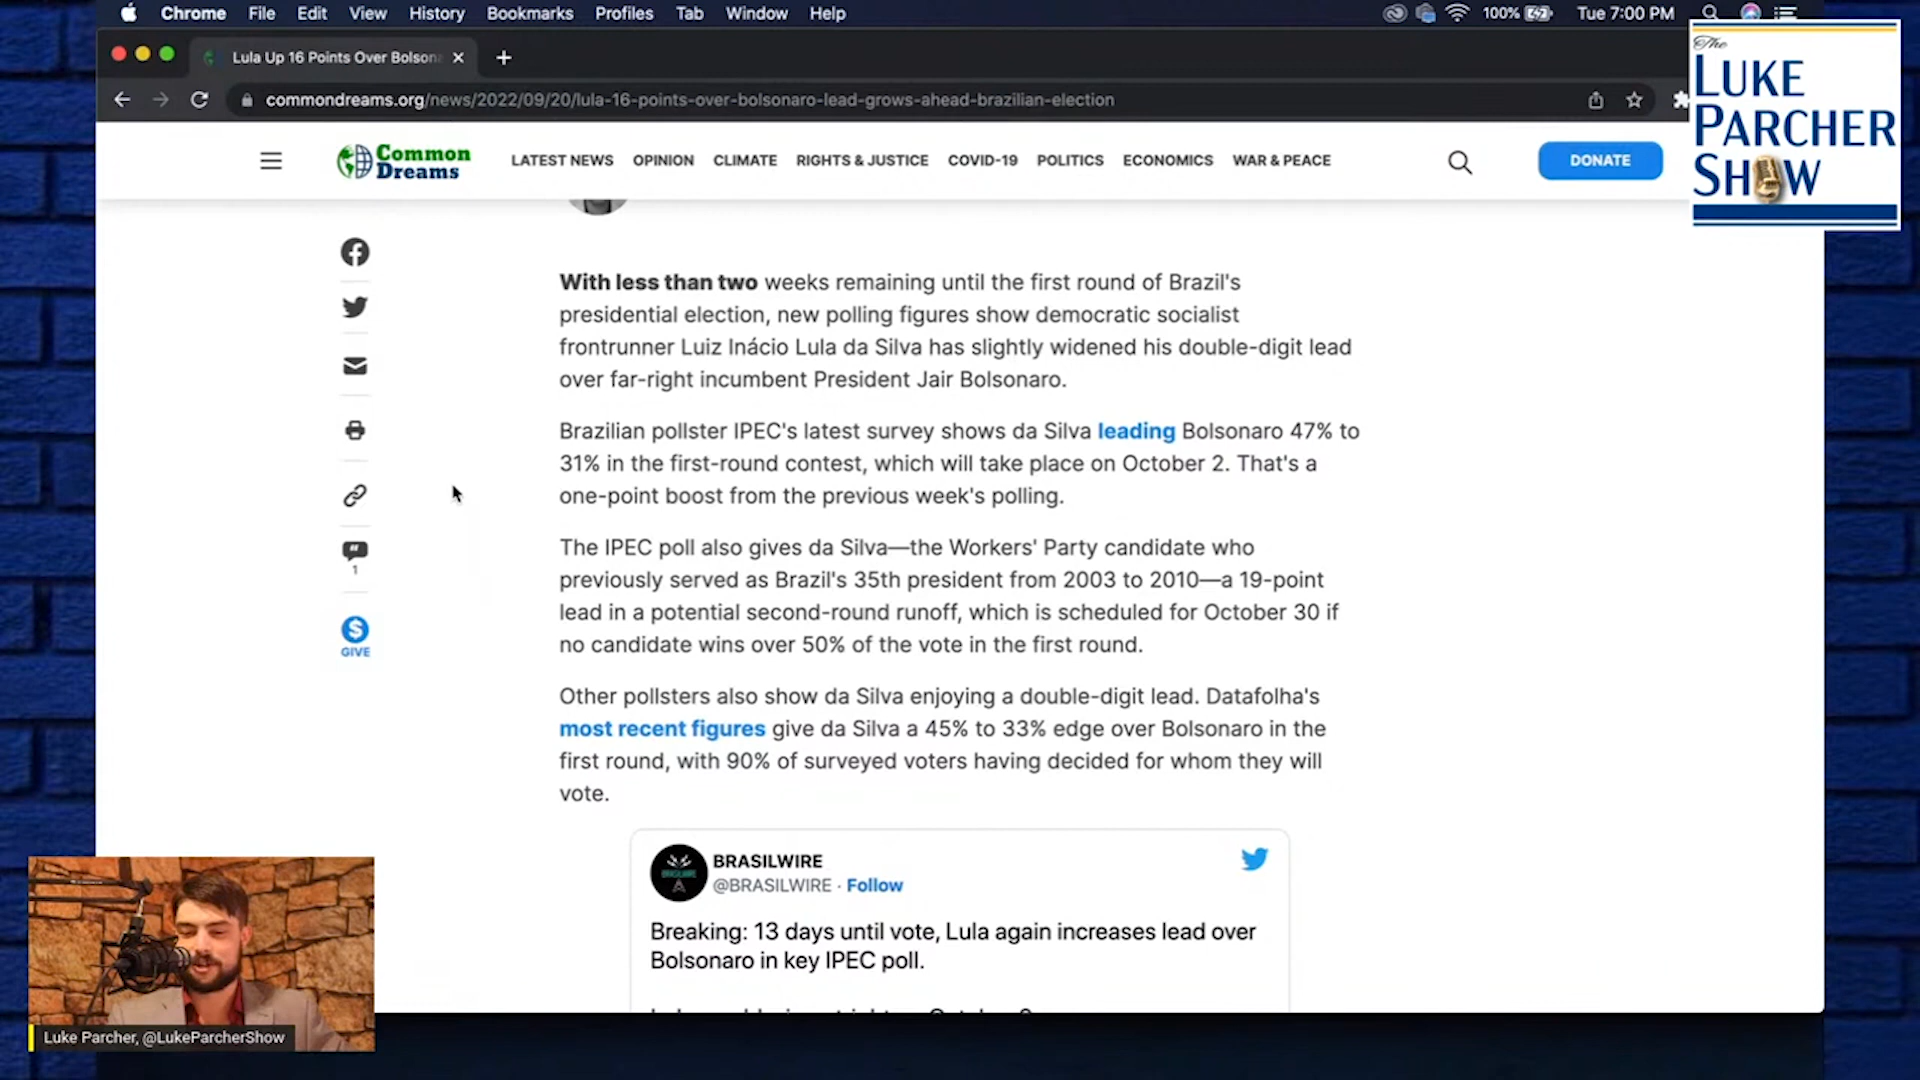 Chrome File Edit View History Bookmarks Profiles Tab Window Help
100% Tue 7:00 PM
Lula Up 16 Points Over Bolson
commondreams.org/news/2022/09/20/lula-16-points-over-bolsonaro-lead-grows-ahead-brazilian-election
The
LUKE
PARCHER
SHOW
Common
Dreams
LATEST NEWS OPINION CLIMATE RIGHTS & JUSTICE COVID-19 POLITICS ECONOMICS WAR & PEACE
DONATE
With less than two weeks remaining until the first round of Brazil's
presidential election, new polling figures show democratic socialist
frontrunner Luiz Inácio Lula da Silva has slightly widened his double-digit lead
over far-right incumbent President Jair Bolsonaro.
Brazilian pollster IPEC's latest survey shows da Silva leading Bolsonaro 47% to
31% in the first-round contest, which will take place on October 2. That's a
one-point boost from the previous week's polling.
The IPEC poll also gives da Silva—the Workers' Party candidate who
previously served as Brazil's 35th president from 2003 to 2010—a 19-point
lead in a potential second-round runoff, which is scheduled for October 30 if
no candidate wins over 50% of the vote in the first round.
Other pollsters also show da Silva enjoying a double-digit lead. Datafolha's
most recent figures give da Silva a 45% to 33% edge over Bolsonaro in the
first round, with 90% of surveyed voters having decided for whom they will
vote.
1
GIVE
BRASILWIRE
@BRASILWIRE · Follow
Breaking: 13 days until vote, Lula again increases lead over
Bolsonaro in key IPEC poll.
Luke Parcher, @LukeParcherShow